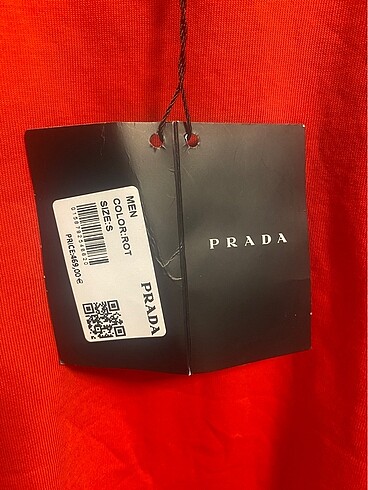 MEN
COLOR:ROT
SIZE:S
PRICE:469,00 €
PRADA
PRADA